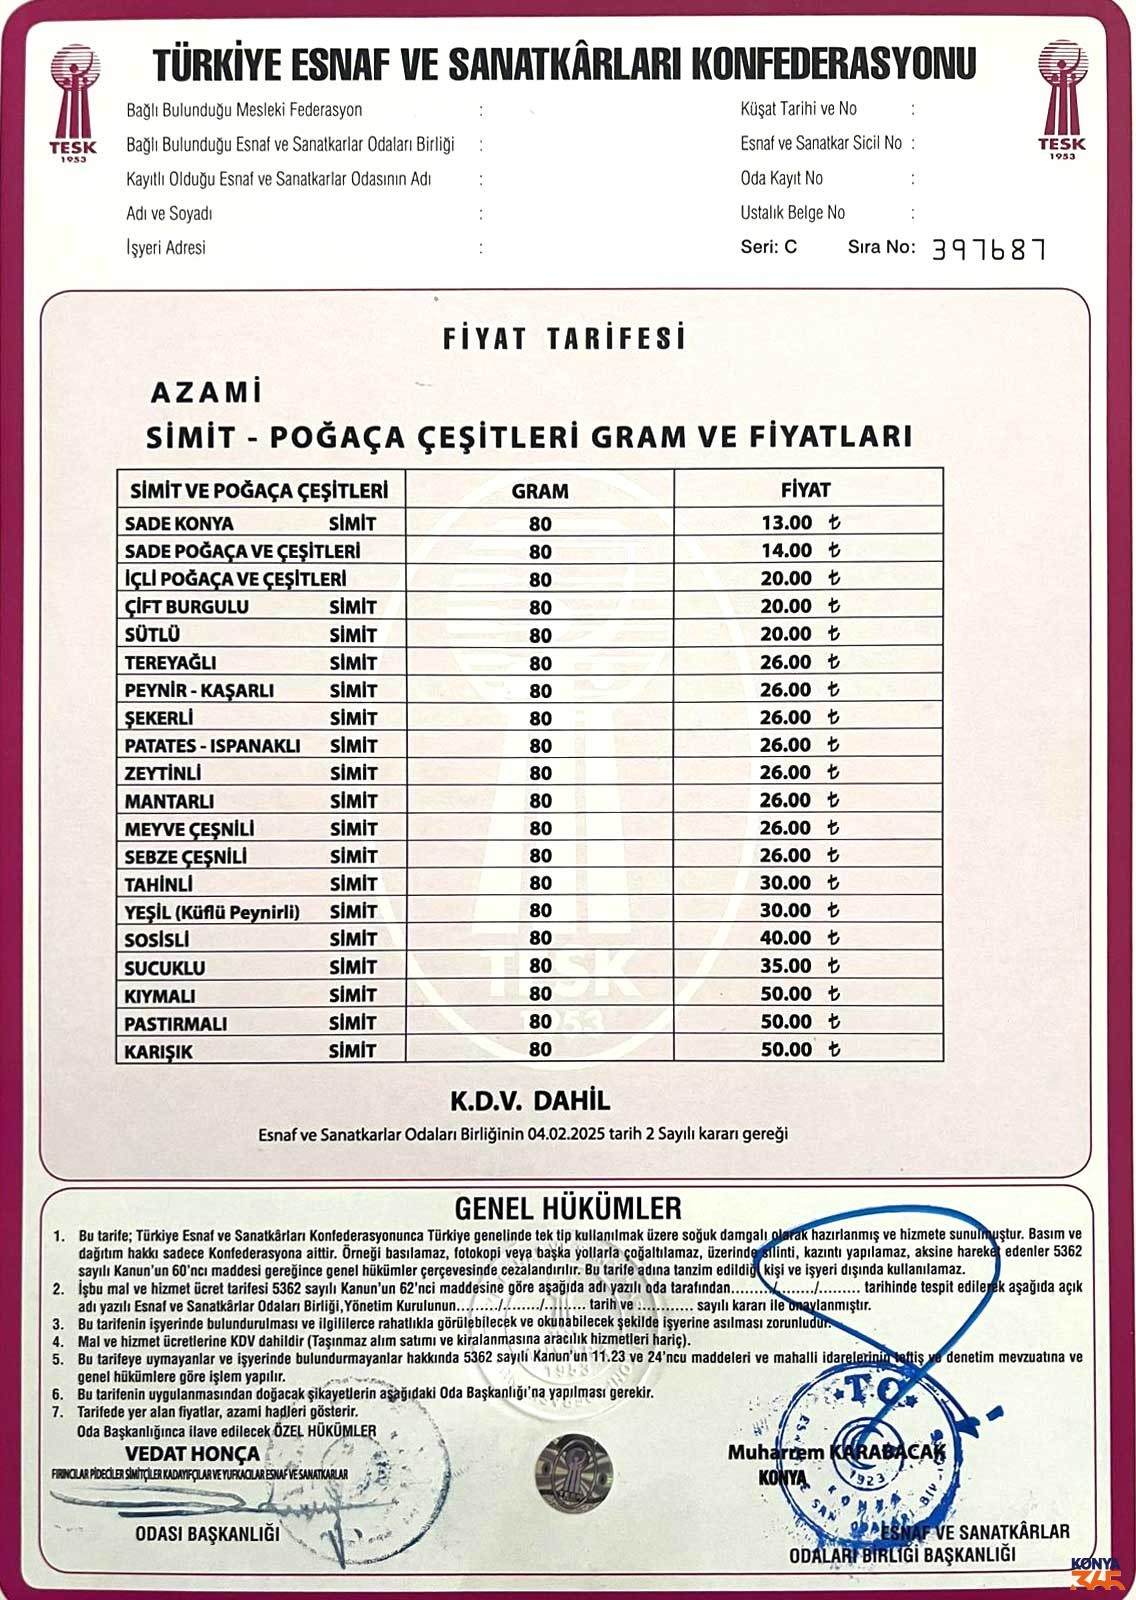 TÜRKİYE ESNAF VE SANATKÂRLARI KONFEDERASYONU
TESK
1953
TESK
1953
Bağlı Bulunduğu Mesleki Federasyon :
Bağlı Bulunduğu Esnaf ve Sanatkarlar Odaları Birliği :
Kayıtlı Olduğu Esnaf ve Sanatkarlar Odasının Adı :
Adı ve Soyadı :
İşyeri Adresi :
Küşat Tarihi ve No :
Esnaf ve Sanatkar Sicil No :
Oda Kayıt No :
Ustalık Belge No :
Seri: C Sıra No: 397687
FİYAT TARİFESİ
AZAMİ
SİMİT - POĞAÇA ÇEŞİTLERİ GRAM VE FİYATLARI
SİMİT VE POĞAÇA ÇEŞİTLERİ GRAM FİYAT
SADE KONYA SİMİT 80 13.00 ₺
SADE POĞAÇA VE ÇEŞİTLERİ 80 14.00 ₺
İÇLİ POĞAÇA VE ÇEŞİTLERİ 80 20.00 ₺
ÇİFT BURGULU SİMİT 80 20.00 ₺
SÜTLÜ SİMİT 80 20.00 ₺
TEREYAĞLI SİMİT 80 26.00 ₺
PEYNİR - KAŞARLI SİMİT 80 26.00 ₺
ŞEKERLİ SİMİT 80 26.00 ₺
PATATES - ISPANAKLI SİMİT 80 26.00 ₺
ZEYTİNLİ SİMİT 80 26.00 ₺
MANTARLI SİMİT 80 26.00 ₺
MEYVE ÇEŞNİLİ SİMİT 80 26.00 ₺
SEBZE ÇEŞNİLİ SİMİT 80 26.00 ₺
TAHİNLİ SİMİT 80 30.00 ₺
YEŞİL (Küflü Peynirli) SİMİT 80 30.00 ₺
SOSİSLİ SİMİT 80 40.00 ₺
SUCUKLU SİMİT 80 35.00 ₺
KIYMALI SİMİT 80 50.00 ₺
PASTIRMALI SİMİT 80 50.00 ₺
KARIŞIK SİMİT 80 50.00 ₺
TESK
1953
K.D.V. DAHİL
Esnaf ve Sanatkarlar Odaları Birliğinin 04.02.2025 tarih 2 Sayılı kararı gereği
GENEL HÜKÜMLER
1. Bu tarife; Türkiye Esnaf ve Sanatkârları Konfederasyonunca Türkiye genelinde tek tip kullanılmak üzere soğuk damgalı olarak hazırlanmış ve hizmete sunulmuştur. Basım ve
dağıtım hakkı sadece Konfederasyona aittir. Örneği basılamaz, fotokopi veya başka yollarla çoğaltılamaz, üzerinde silinti, kazıntı yapılamaz, aksine hareket edenler 5362
sayılı Kanun'un 60'ncı maddesi gereğince genel hükümler çerçevesinde cezalandırılır. Bu tarife adına tanzim edildiği kişi ve işyeri dışında kullanılamaz.
2. İşbu mal ve hizmet ücret tarifesi 5362 sayılı Kanun'un 62'nci maddesine göre aşağıda adı yazılı oda tarafından......../......./......... tarihinde tespit edilerek aşağıda açık
adı yazılı Esnaf ve Sanatkârlar Odaları Birliği,Yönetim Kurulunun......../......./......... tarih ve ............ sayılı kararı ile onaylanmıştır.
3. Bu tarifenin işyerinde bulundurulması ve ilgililerce rahatlıkla görülebilecek ve okunabilecek şekilde işyerine asılması zorunludur.
4. Mal ve hizmet ücretlerine KDV dahildir (Taşınmaz alım satımı ve kiralanmasına aracılık hizmetleri hariç).
5. Bu tarifeye uymayanlar ve işyerinde bulundurmayanlar hakkında 5362 sayılı Kanun'un 11.23 ve 24'ncu maddeleri ve mahalli idarelerinin teftiş ve denetim mevzuatına ve
genel hükümlere göre işlem yapılır.
6. Bu tarifenin uygulanmasından doğacak şikayetlerin aşağıdaki Oda Başkanlığı'na yapılması gerekir.
7. Tarifede yer alan fiyatlar, azami hadleri gösterir.
Oda Başkanlığınca ilave edilecek ÖZEL HÜKÜMLER
VEDAT HONÇA
FIRINCILAR PİDECİLER SİMİTÇİLER KADAYIFÇILAR VE YUFKACILAR ESNAF VE SANATKARLAR
ODASI BAŞKANLIĞI
T.C.
1923
KONYA
Muharrem KARABACAK
KONYA
ESNAF VE SANATKÂRLAR
ODALARI BİRLİĞİ BAŞKANLIĞI
KONYA
345